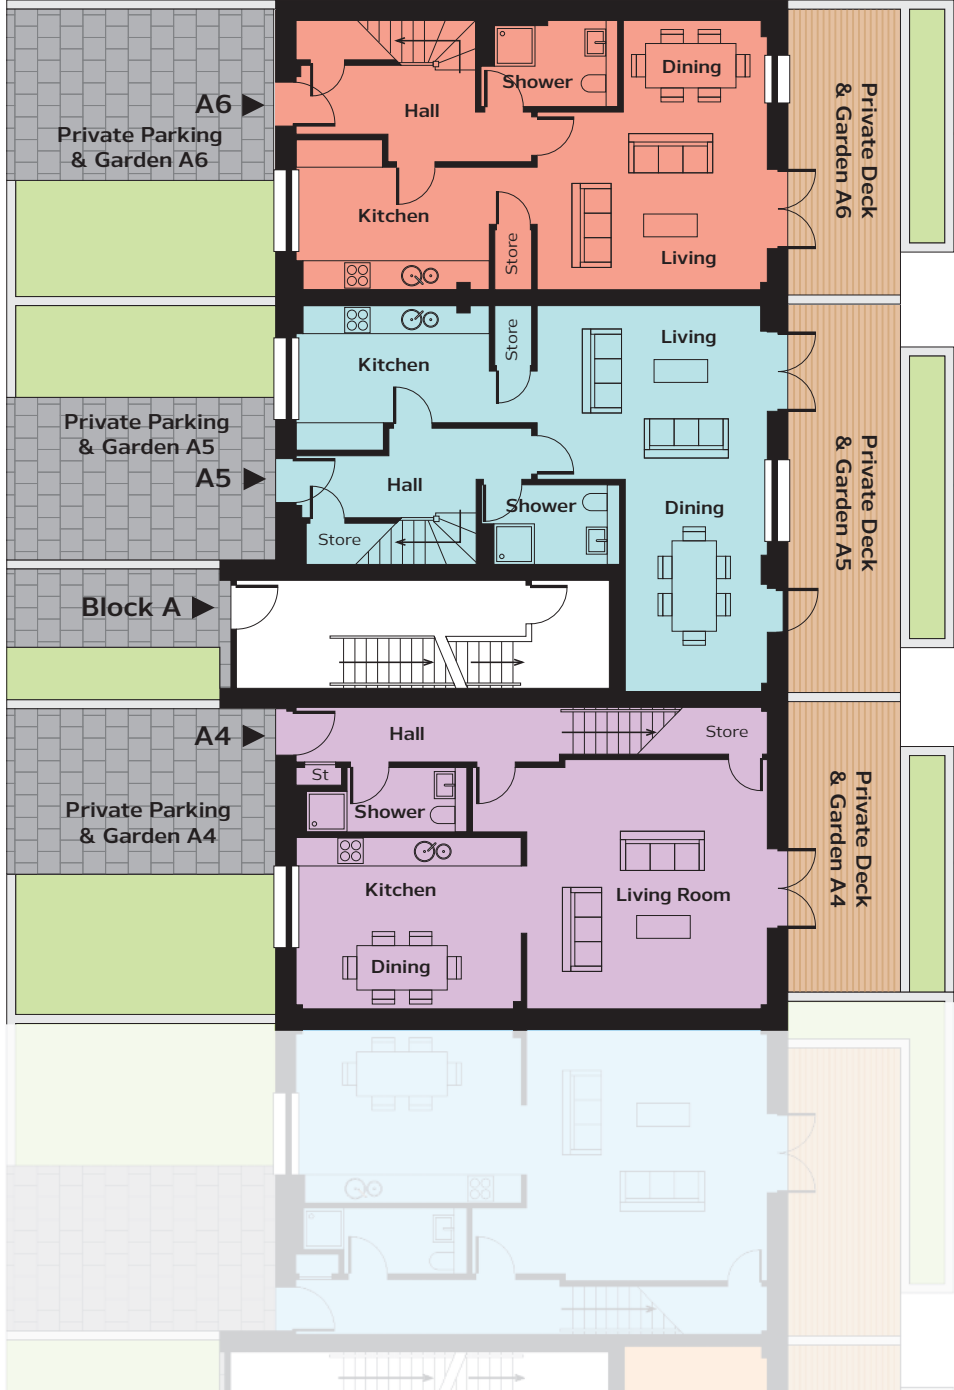 A6
Private Parking
& Garden A6
Hall
Shower
Dining
Kitchen
Store
Living
Private Deck
& Garden A6
Kitchen
Store
Living
Private Parking
& Garden A5
A5
Hall
Store
Shower
Dining
Private Deck
& Garden A5
Block A
A4
Hall
Store
St
Shower
Private Parking
& Garden A4
Kitchen
Living Room
Dining
Private Deck
& Garden A4